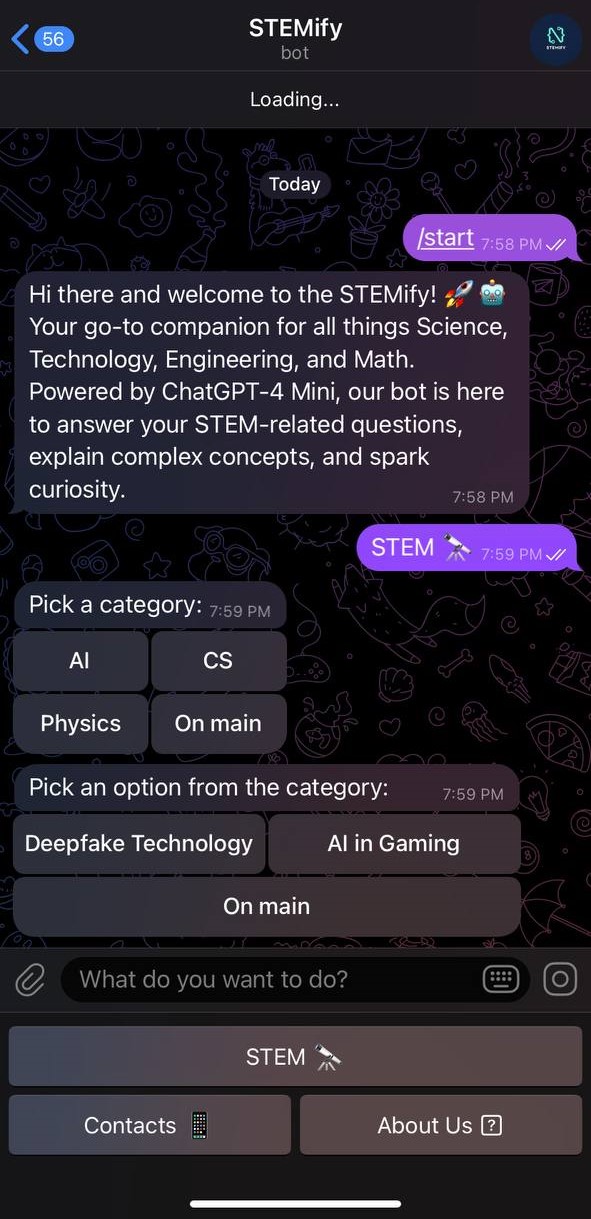 56
STEMify
bot
STEMIFY
Loading...
Today
/start 7:58 PM
Hi there and welcome to the STEMify! 🚀 🤖
Your go-to companion for all things Science,
Technology, Engineering, and Math.
Powered by ChatGPT-4 Mini, our bot is here
to answer your STEM-related questions,
explain complex concepts, and spark
curiosity.
7:58 PM
STEM 🔭 7:59 PM
Pick a category: 7:59 PM
AI
CS
Physics
On main
Pick an option from the category: 7:59 PM
Deepfake Technology
AI in Gaming
On main
What do you want to do?
STEM 🔭
Contacts 📱
About Us ?